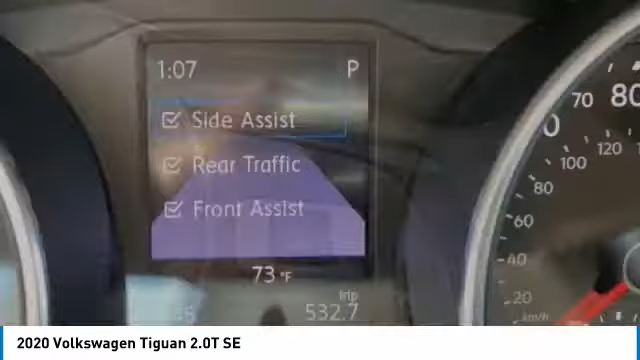 1:07 P
Side Assist
Rear Traffic
Front Assist
73 °F
trip
532.7
80
70
120
100
80
60
40
20
km/h
2020 Volkswagen Tiguan 2.0T SE